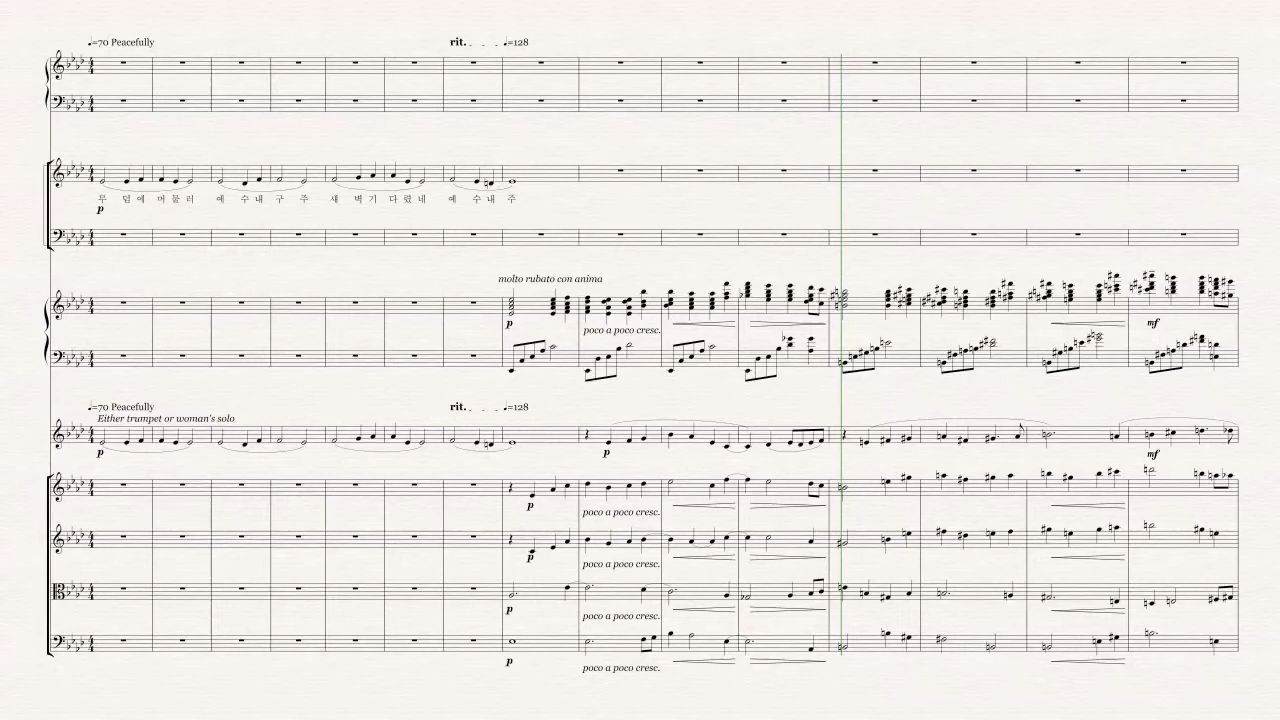 ♩=70 Peacefully rit. _ _ _ _ ♩=128
무 덤 에 머 물 러 예 수 내 구 주 새 벽 기 다 렸 네 예 수 내 주
p
molto rubato con anima
p poco a poco cresc. mf
♩=70 Peacefully rit. _ _ _ _ ♩=128
Either trumpet or woman's solo
p p mf
p poco a poco cresc.
p poco a poco cresc.
p poco a poco cresc.
p poco a poco cresc.